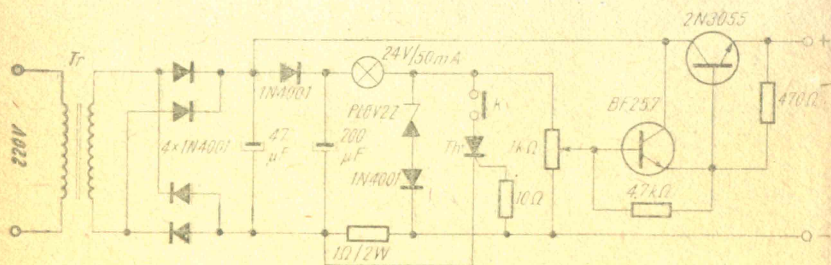 2N3055
+
Tr
24V/50mA
1N4001
BF257
470Ω
220V
4×1N4001
47
μF
200
μF
PL6V2Z
K
Th
1kΩ
1N4001
10Ω
4,7kΩ
1Ω/2W